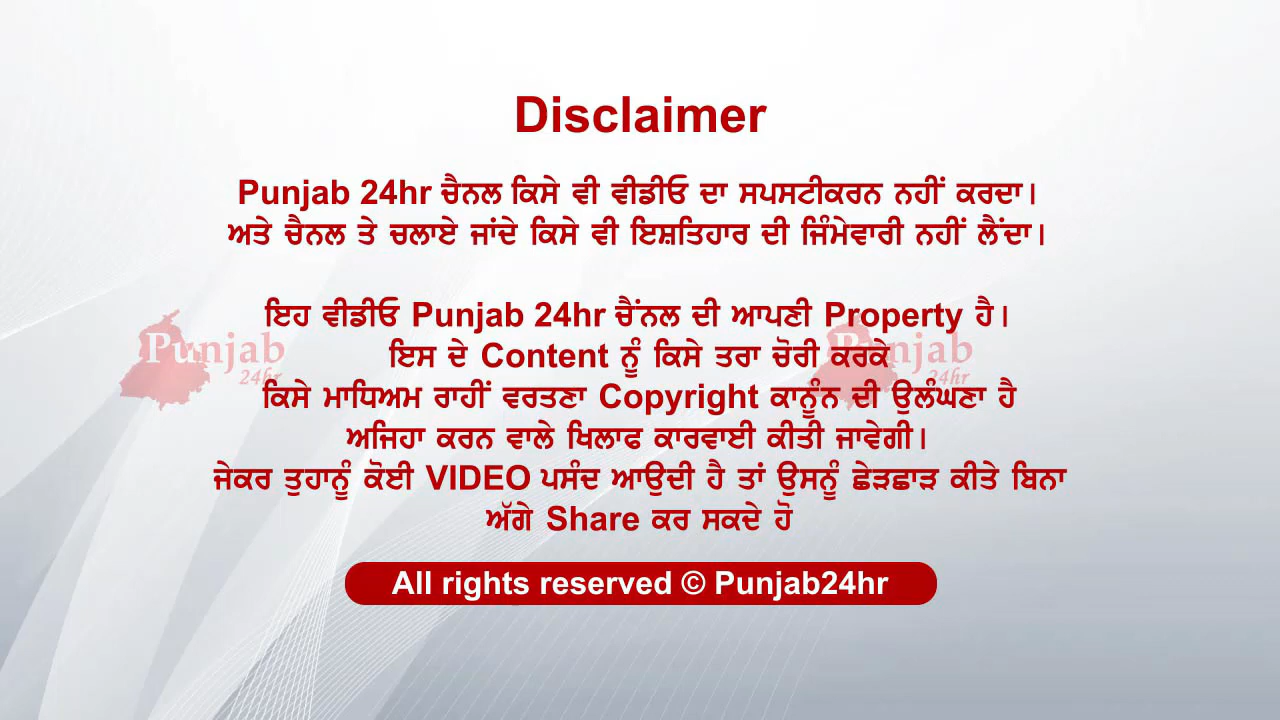 Disclaimer
Punjab 24hr ਚੈਨਲ ਕਿਸੇ ਵੀ ਵੀਡੀਓ ਦਾ ਸਪਸਟੀਕਰਨ ਨਹੀਂ ਕਰਦਾ।
ਅਤੇ ਚੈਨਲ ਤੇ ਚਲਾਏ ਜਾਂਦੇ ਕਿਸੇ ਵੀ ਇਸ਼ਤਿਹਾਰ ਦੀ ਜਿੰਮੇਵਾਰੀ ਨਹੀਂ ਲੈਂਦਾ।
ਇਹ ਵੀਡੀਓ Punjab 24hr ਚੈਂਨਲ ਦੀ ਆਪਣੀ Property ਹੈ।
ਇਸ ਦੇ Content ਨੂੰ ਕਿਸੇ ਤਰਾ ਚੋਰੀ ਕਰਕੇ
ਕਿਸੇ ਮਾਧਿਅਮ ਰਾਹੀਂ ਵਰਤਣਾ Copyright ਕਾਨੂੰਨ ਦੀ ਉਲੰਘਣਾ ਹੈ
ਅਜਿਹਾ ਕਰਨ ਵਾਲੇ ਖਿਲਾਫ ਕਾਰਵਾਈ ਕੀਤੀ ਜਾਵੇਗੀ।
ਜੇਕਰ ਤੁਹਾਨੂੰ ਕੋਈ VIDEO ਪਸੰਦ ਆਉਦੀ ਹੈ ਤਾਂ ਉਸਨੂੰ ਛੇੜਛਾੜ ਕੀਤੇ ਬਿਨਾ
ਅੱਗੇ Share ਕਰ ਸਕਦੇ ਹੋ
All rights reserved © Punjab24hr
Punjab
24hr
Punjab
24hr